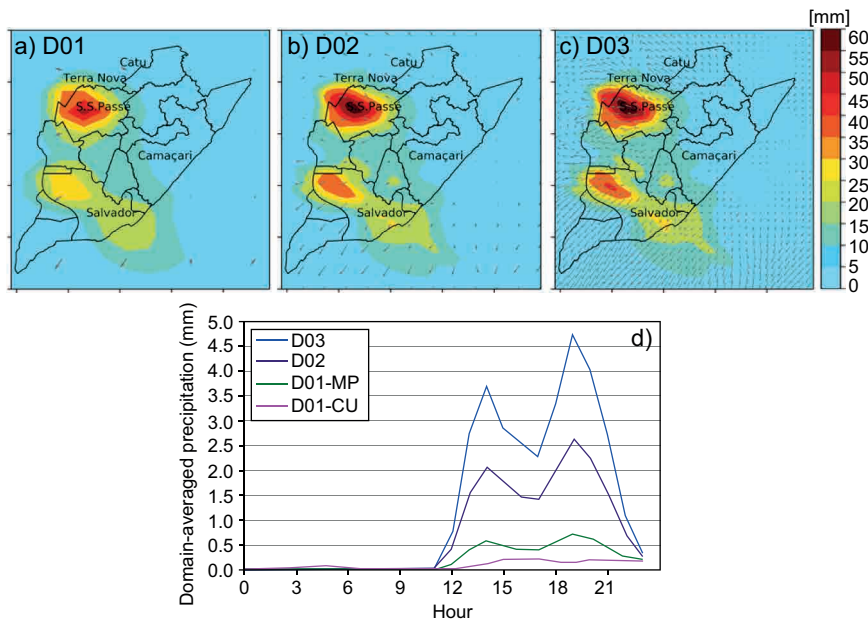 [mm]
a) D01
b) D02
c) D03
Catu
Terra Nova
S.S.Passé
Camaçari
Salvador
Catu
Terra Nova
S.S.Passé
Camaçari
Salvador
Catu
Terra Nova
S.S.Passé
Camaçari
Salvador
60
55
50
45
40
35
30
25
20
15
10
5
0
d)
D03
D02
D01-MP
D01-CU
Domain-averaged precipitation (mm)
5.0
4.5
4.0
3.5
3.0
2.5
2.0
1.5
1.0
0.5
0.0
0 3 6 9 12 15 18 21
Hour